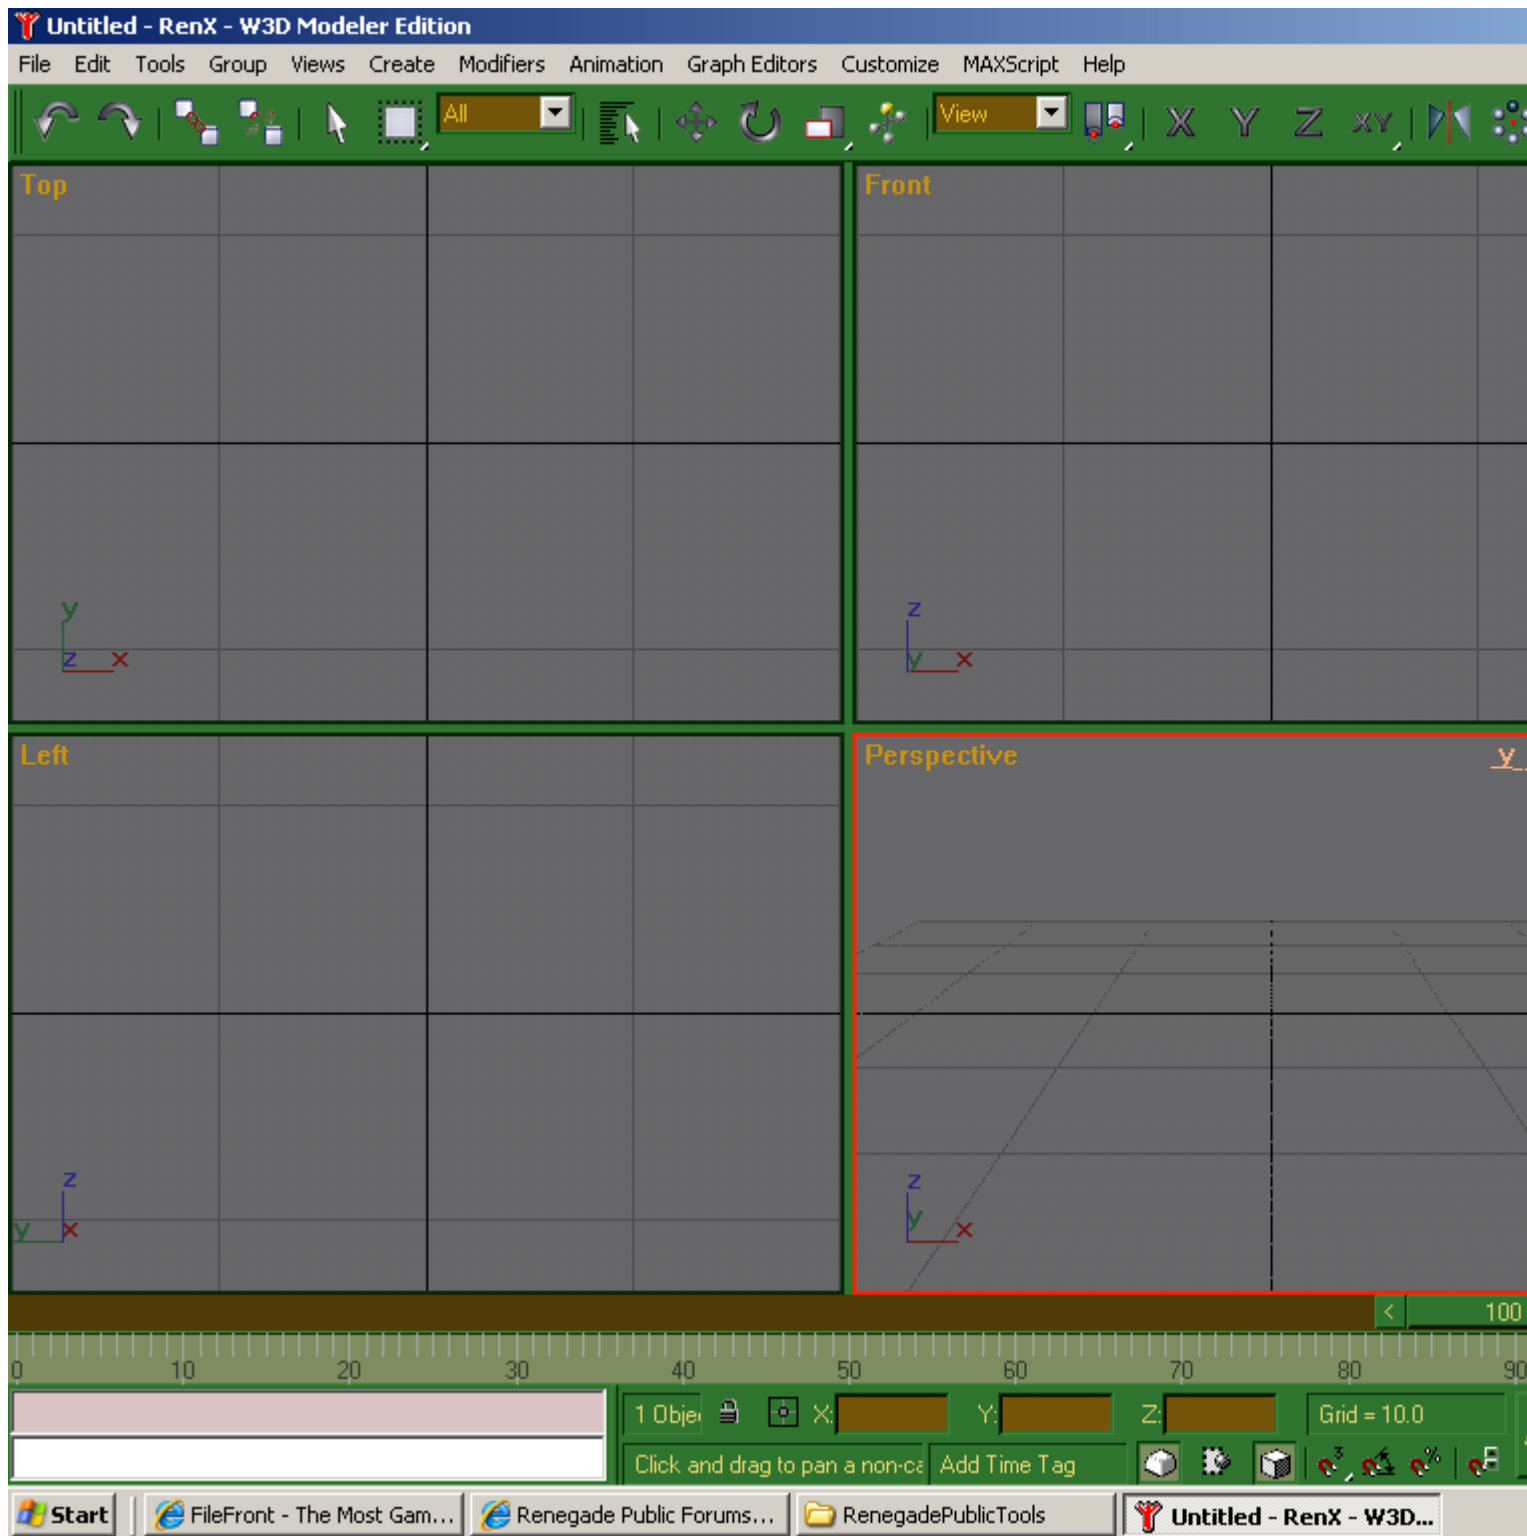 Untitled - RenX - W3D Modeler Edition
File Edit Tools Group Views Create Modifiers Animation Graph Editors Customize MAXScript Help
All View X Y Z XY
Top Front
y z
z x y x
Left Perspective y
z z
y x y x
< 100
0 10 20 30 40 50 60 70 80 90
1 Objec X: Y: Z: Grid = 10.0
Click and drag to pan a non-ca Add Time Tag 3 %
Start FileFront - The Most Gam... Renegade Public Forums... RenegadePublicTools Untitled - RenX - W3D...